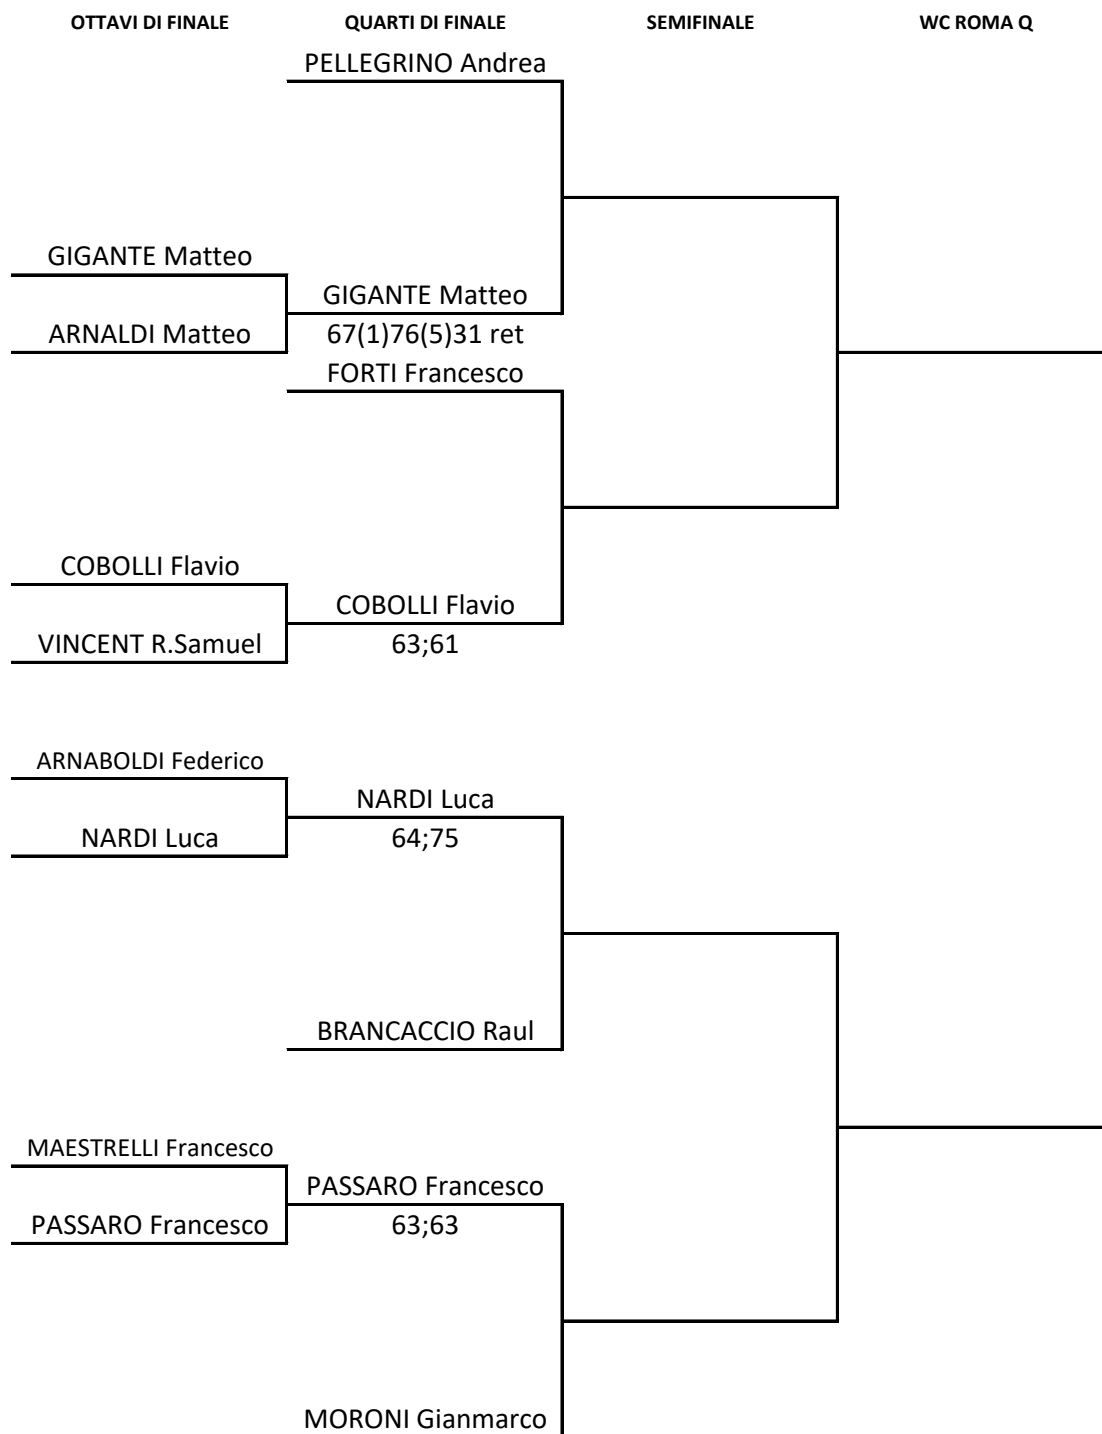 OTTAVI DI FINALE QUARTI DI FINALE SEMIFINALE WC ROMA Q
PELLEGRINO Andrea
GIGANTE Matteo
GIGANTE Matteo
ARNALDI Matteo 67(1)76(5)31 ret
FORTI Francesco
COBOLLI Flavio
COBOLLI Flavio
VINCENT R.Samuel 63;61
ARNABOLDI Federico
NARDI Luca
NARDI Luca 64;75
BRANCACCIO Raul
MAESTRELLI Francesco
PASSARO Francesco
PASSARO Francesco 63;63
MORONI Gianmarco